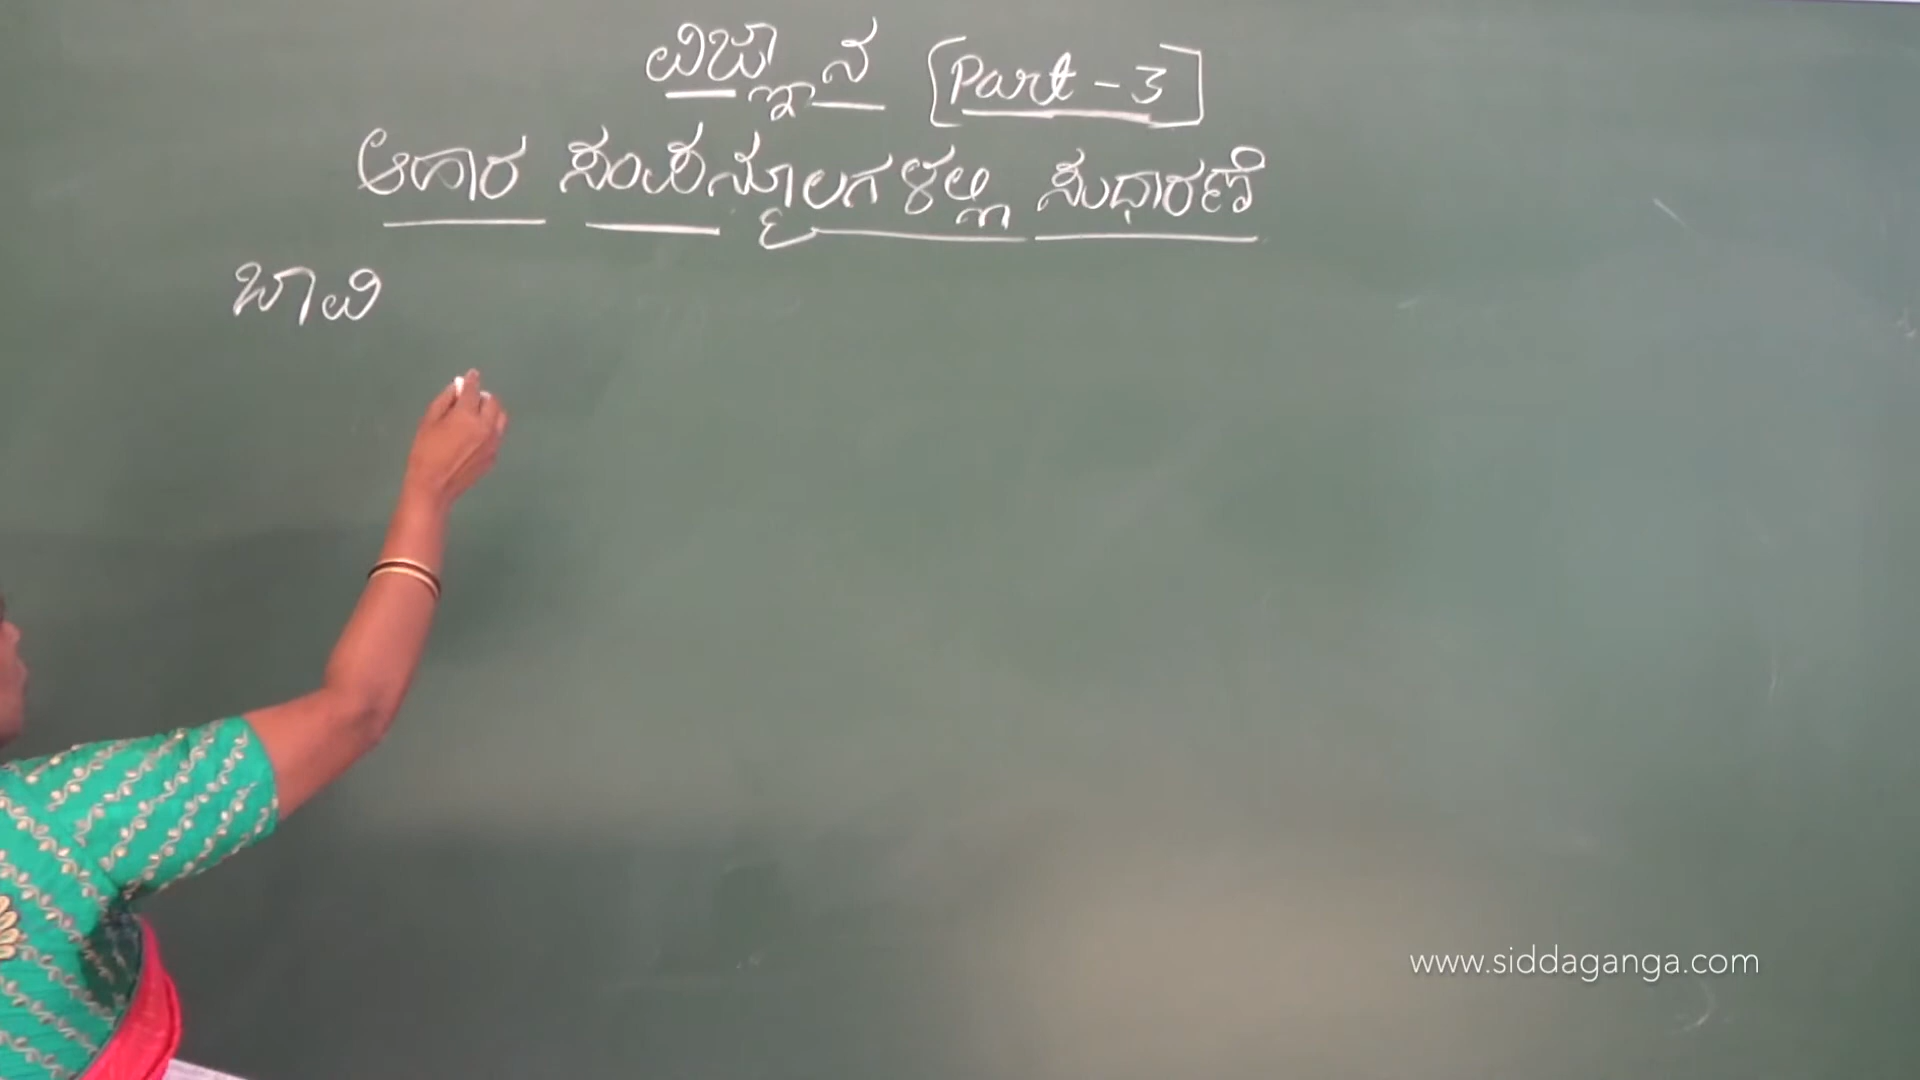 ವಿಜ್ಞಾನ [Part - 3]
ಆಹಾರ ಸಂಪನ್ಮೂಲಗಳಲ್ಲಿ ಸುಧಾರಣೆ
ಬಾವಿ
www.siddaganga.com